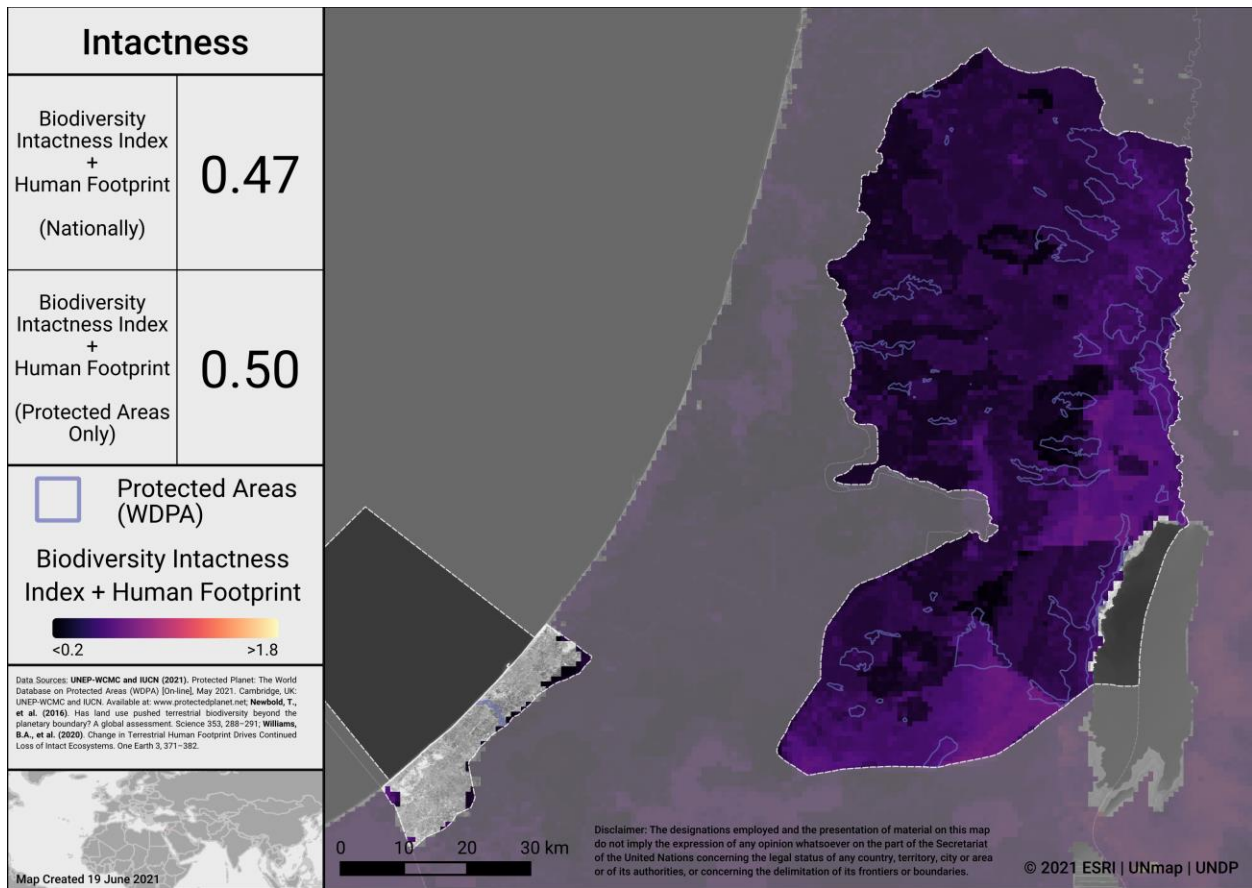 Intactness
Biodiversity
Intactness Index
+
Human Footprint
(Nationally)
0.47
Biodiversity
Intactness Index
+
Human Footprint
(Protected Areas
Only)
0.50
Protected Areas
(WDPA)
Biodiversity Intactness
Index + Human Footprint
<0.2
>1.8
Data Sources: UNEP-WCMC and IUCN (2021). Protected Planet: The World
Database on Protected Areas (WDPA) [On-line], May 2021. Cambridge, UK:
UNEP-WCMC and IUCN. Available at: www.protectedplanet.net; Newbold, T.,
et al. (2016). Has land use pushed terrestrial biodiversity beyond the
planetary boundary? A global assessment. Science 353, 288–291; Williams,
B.A., et al. (2020). Change in Terrestrial Human Footprint Drives Continued
Loss of Intact Ecosystems. One Earth 3, 371–382.
Map Created 19 June 2021
0 10 20 30 km
Disclaimer: The designations employed and the presentation of material on this map
do not imply the expression of any opinion whatsoever on the part of the Secretariat
of the United Nations concerning the legal status of any country, territory, city or area
or of its authorities, or concerning the delimitation of its frontiers or boundaries.
© 2021 ESRI | UNmap | UNDP